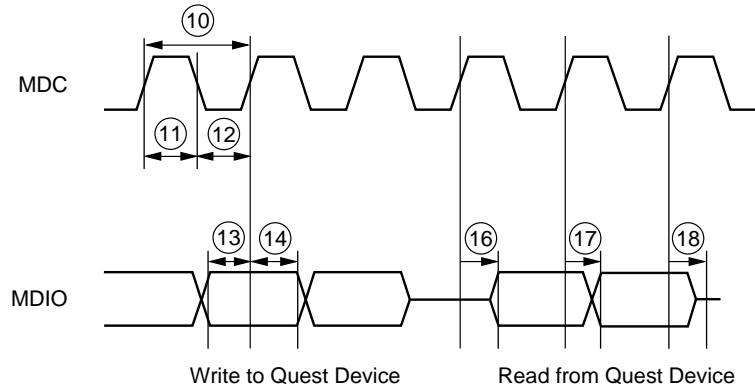 10
MDC
11 12
13 14 16 17 18
MDIO
Write to Quest Device Read from Quest Device